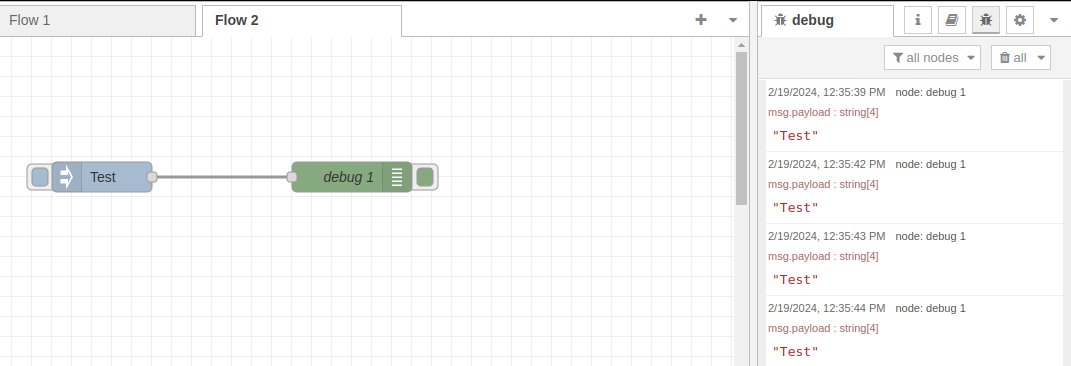 Flow 1
Flow 2
debug
all nodes
all
Test
debug 1
2/19/2024, 12:35:39 PM node: debug 1
msg.payload : string[4]
"Test"
2/19/2024, 12:35:42 PM node: debug 1
msg.payload : string[4]
"Test"
2/19/2024, 12:35:43 PM node: debug 1
msg.payload : string[4]
"Test"
2/19/2024, 12:35:44 PM node: debug 1
msg.payload : string[4]
"Test"